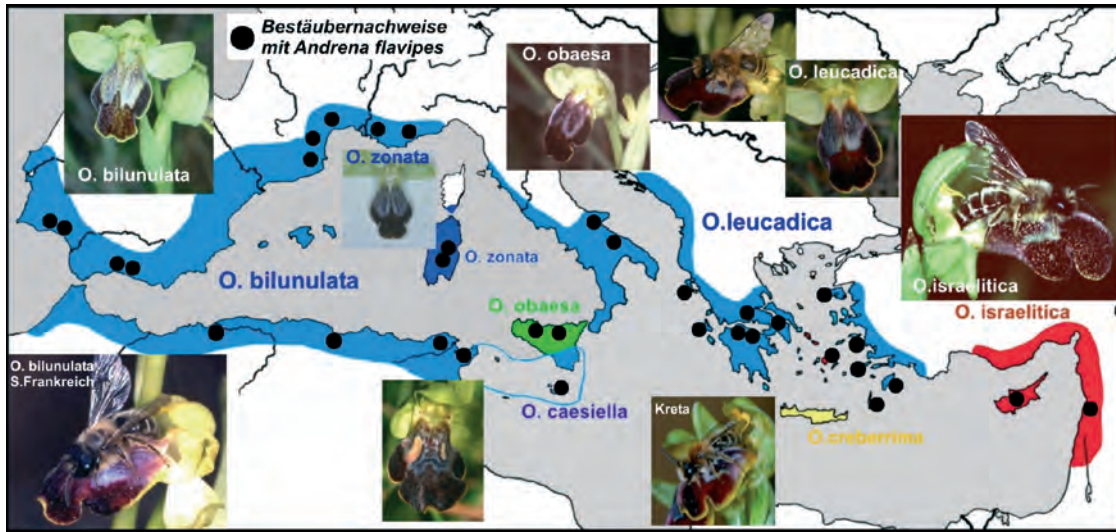 Bestäubernachweise
mit Andrena flavipes
O. bilunulata
O. obaesa
O. leucadica
O. zonata
O.leucadica
O. israelitica
O.israelitica
O. zonata
O. bilunulata
O. obaesa
O. caesiella
O. bilunulata
S.Frankreich
Kreta
O.creberrima